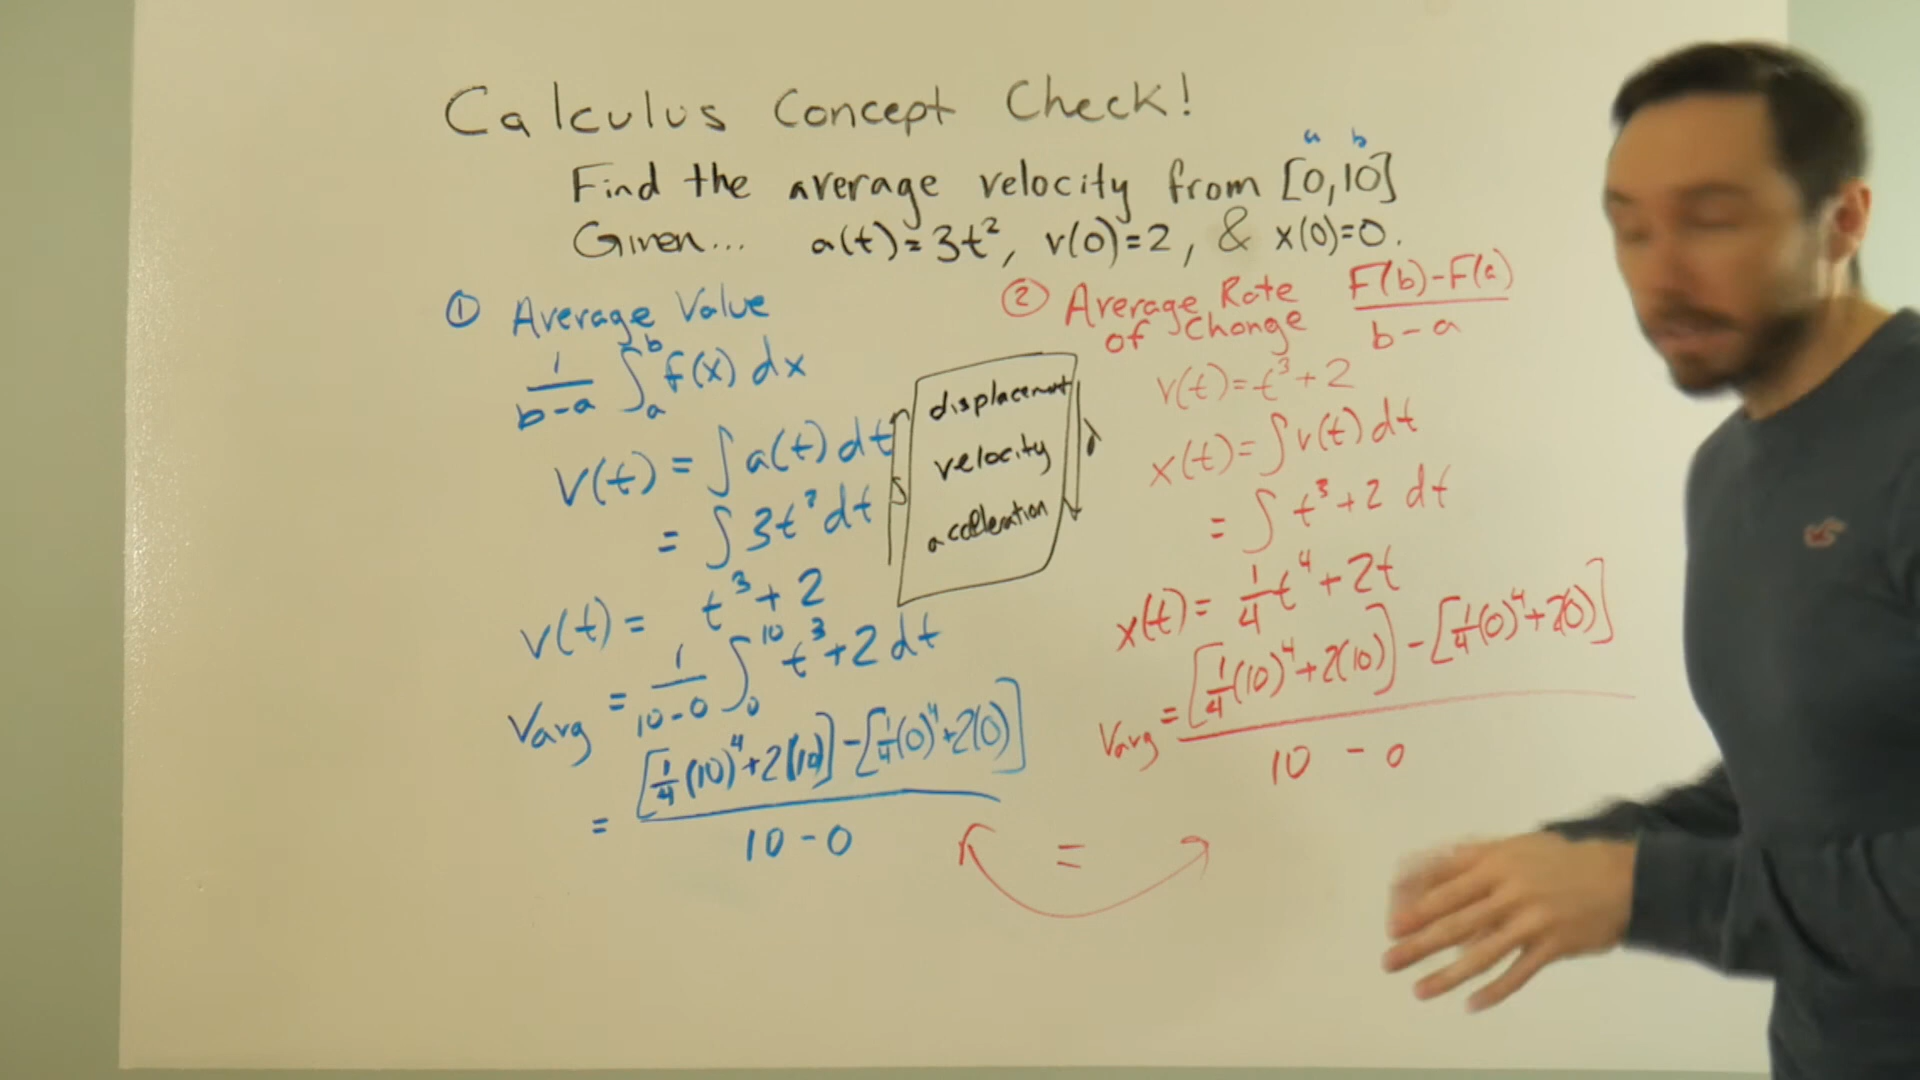 Calculus Concept Check!
a b
Find the average velocity from [0,10]
Given... a(t)=3t², v(0)=2, & x(0)=0.
① Average Value
1/(b-a) ∫_a^b f(x) dx
V(t) = ∫a(t) dt
= ∫3t²dt
v(t) = t³+2
Vavg = 1/(10-0) ∫_0^10 t³+2 dt
= ([1/4(10)⁴+2(10)]-[1/4(0)⁴+2(0)])/(10-0)
displacement
velocity
acceleration
② Average Rate of Change (F(b)-F(a))/(b-a)
v(t)=t³+2
x(t)=∫v(t) dt
= ∫t³+2 dt
x(t)= 1/4t⁴+2t
Vavg = ([1/4(10)⁴+2(10)]-[1/4(0)⁴+2(0)])/(10-0)
=